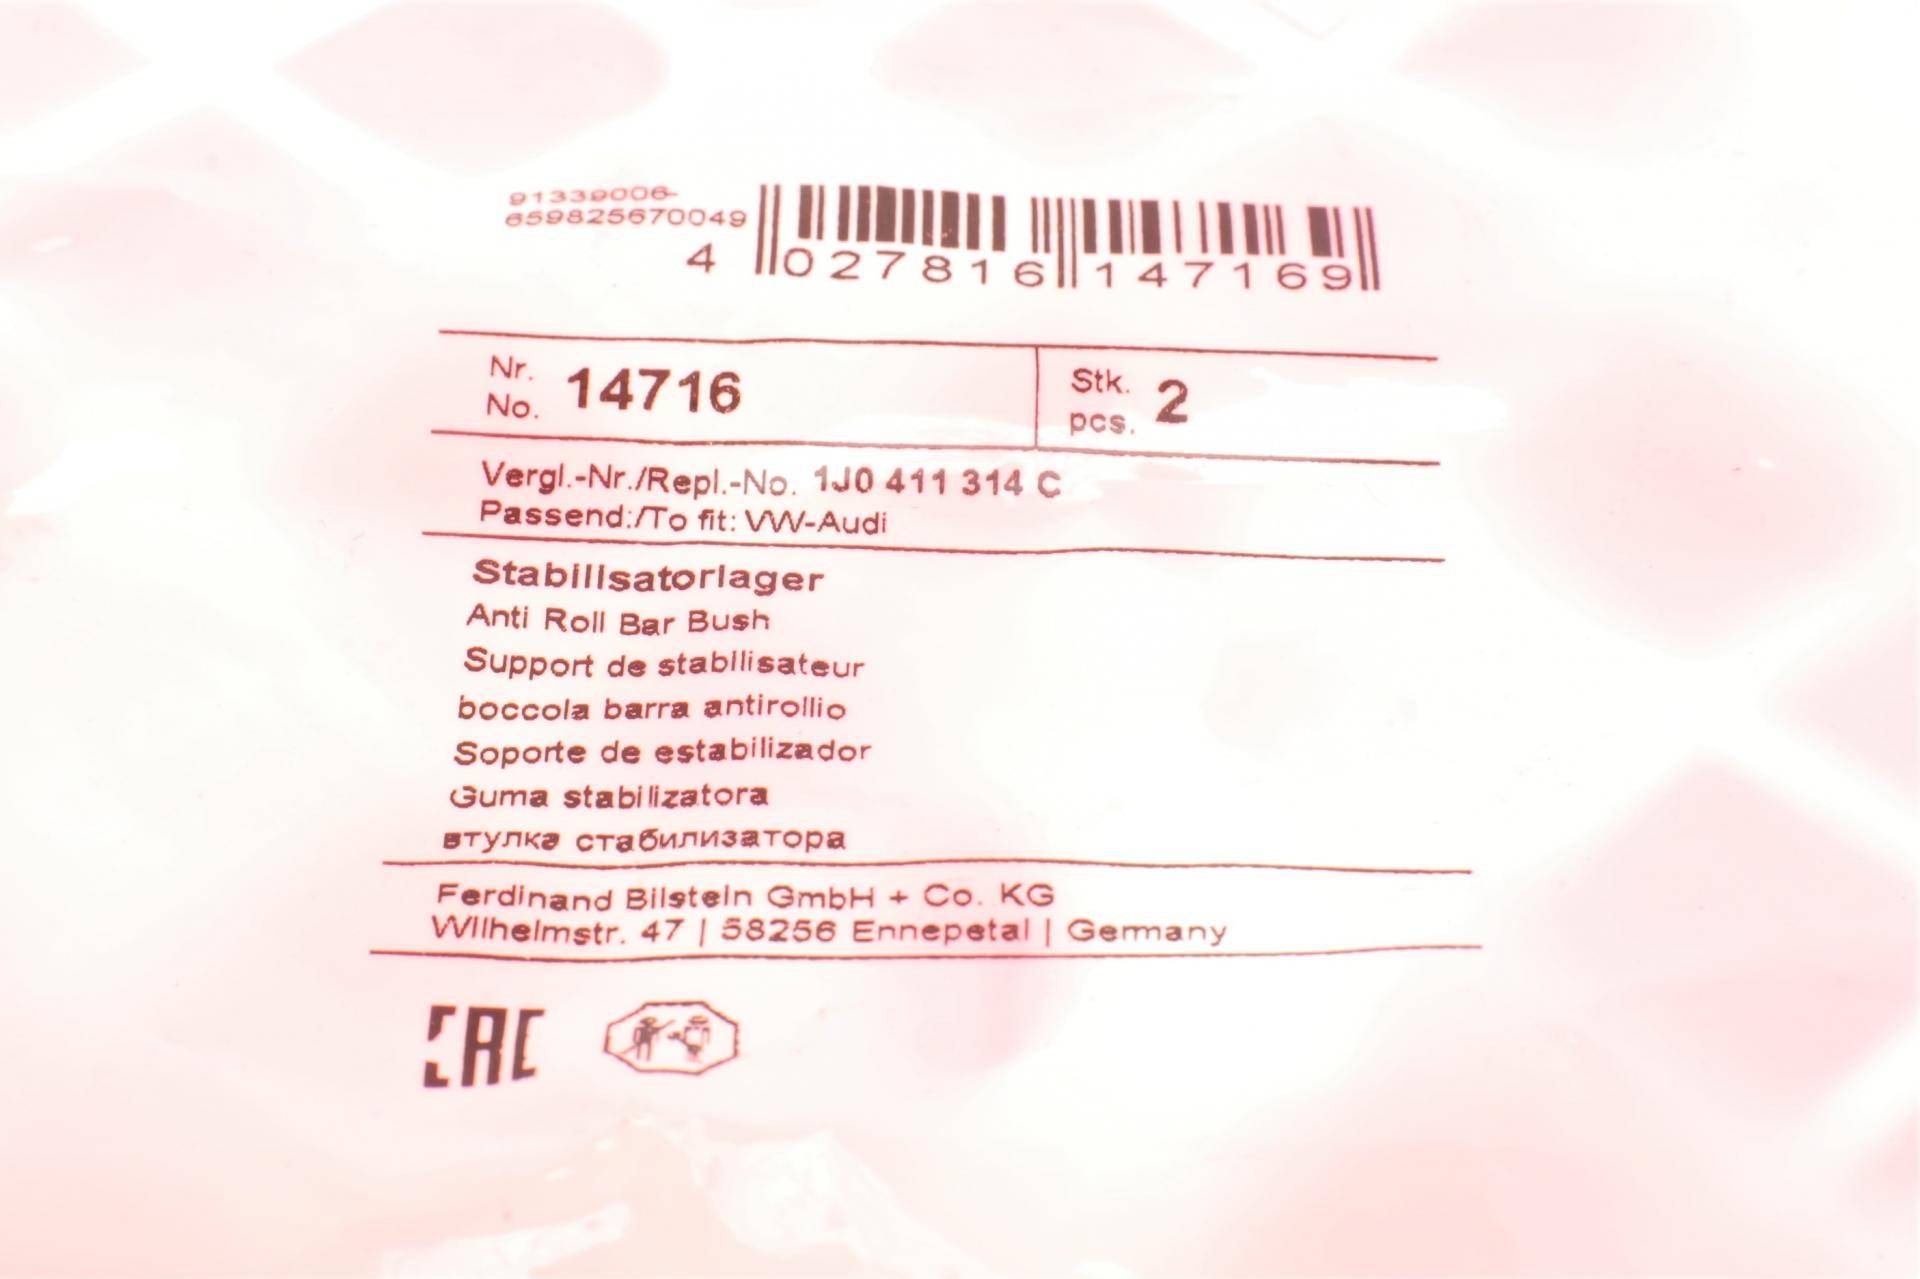 91339006-
659825670049
4 027816 147169
Nr. 14716 Stk. 2
No. pcs.
Vergl.-Nr./Repl.-No. 1J0 411 314 C
Passend:/To fit: VW-Audi
Stabilisatorlager
Anti Roll Bar Bush
Support de stabilisateur
boccola barra antirollio
Soporte de estabilizador
Guma stabilizatora
втулка стабилизатора
Ferdinand Bilstein GmbH + Co. KG
Wilhelmstr. 47 | 58256 Ennepetal | Germany
EAC